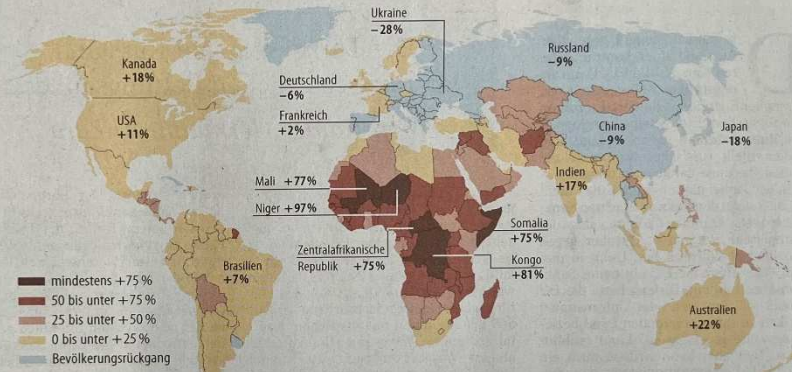 Ukraine
−28%
Kanada
+18%
Russland
−9%
Deutschland
−6%
USA
+11%
Frankreich
+2%
China
−9%
Japan
−18%
Indien
+17%
Mali +77%
Niger +97%
Somalia
+75%
Zentralafrikanische
Republik +75%
Kongo
+81%
Brasilien
+7%
Australien
+22%
mindestens +75 %
50 bis unter +75 %
25 bis unter +50 %
0 bis unter +25 %
Bevölkerungsrückgang